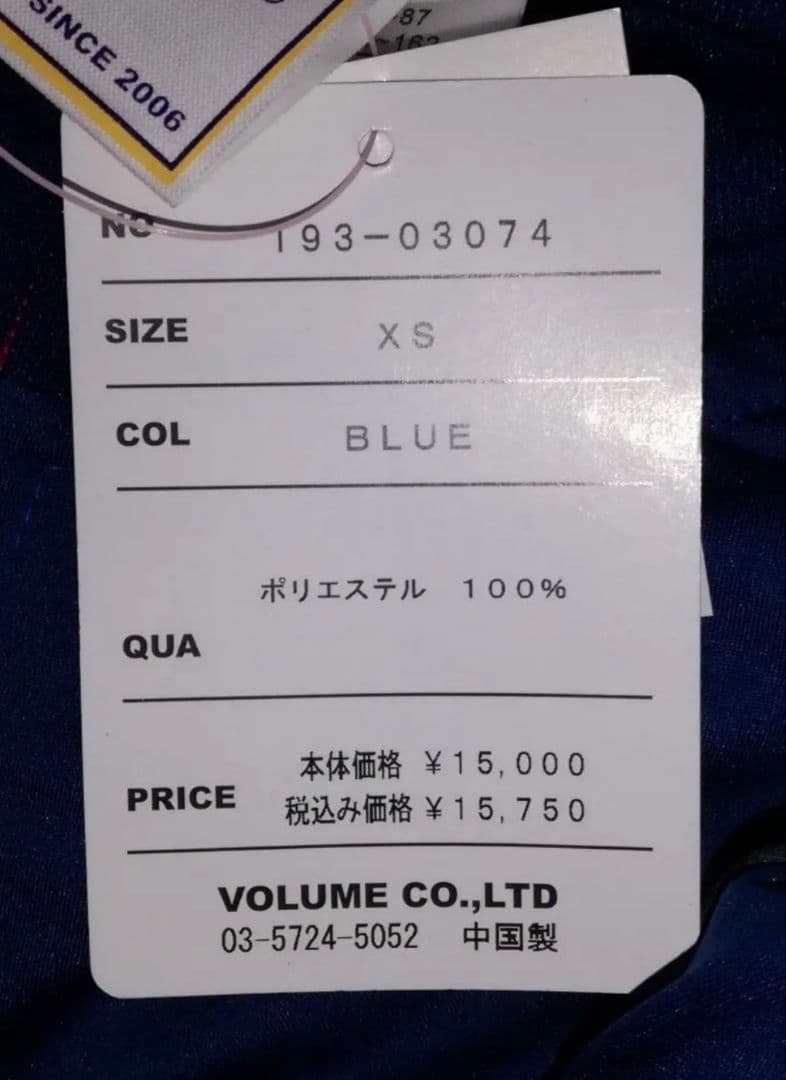 SINCE 2006
87
~162
NO 193-03074
SIZE XS
COL BLUE
ポリエステル 100%
QUA
本体価格 ¥15,000
PRICE
税込み価格 ¥15,750
VOLUME CO.,LTD
03-5724-5052 中国製